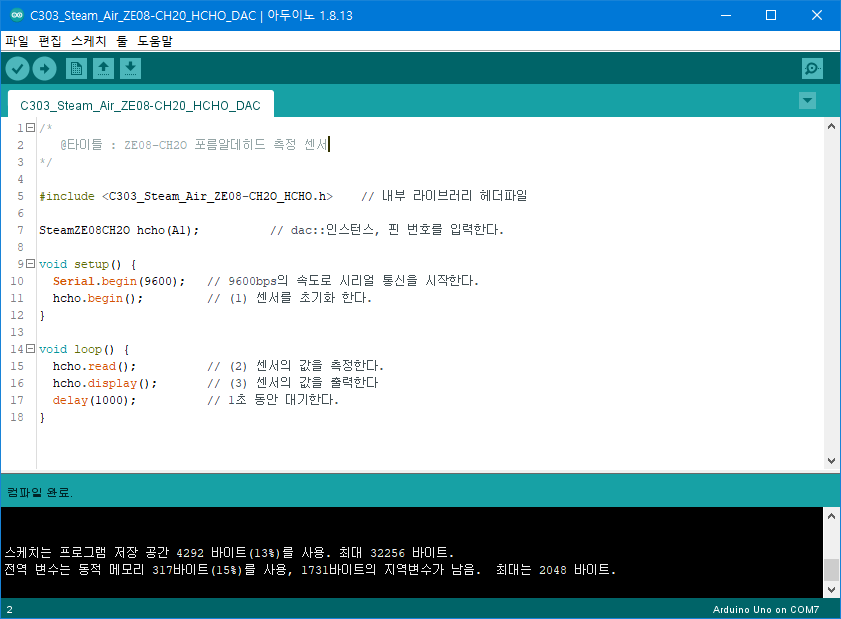 C303_Steam_Air_ZE08-CH20_HCHO_DAC | 아두이노 1.8.13
파일 편집 스케치 툴 도움말
C303_Steam_Air_ZE08-CH20_HCHO_DAC
1 /*
2 @타이틀 : ZE08-CH2O 포름알데히드 측정 센서
3 */
4
5 #include <C303_Steam_Air_ZE08-CH2O_HCHO.h> // 내부 라이브러리 헤더파일
6
7 SteamZE08CH2O hcho(A1); // dac::인스턴스, 핀 번호를 입력한다.
8
9 void setup() {
10 Serial.begin(9600); // 9600bps의 속도로 시리얼 통신을 시작한다.
11 hcho.begin(); // (1) 센서를 초기화 한다.
12 }
13
14 void loop() {
15 hcho.read(); // (2) 센서의 값을 측정한다.
16 hcho.display(); // (3) 센서의 값을 출력한다
17 delay(1000); // 1초 동안 대기한다.
18 }
컴파일 완료.
스케치는 프로그램 저장 공간 4292 바이트(13%)를 사용. 최대 32256 바이트.
전역 변수는 동적 메모리 317바이트(15%)를 사용, 1731바이트의 지역변수가 남음. 최대는 2048 바이트.
2 Arduino Uno on COM7